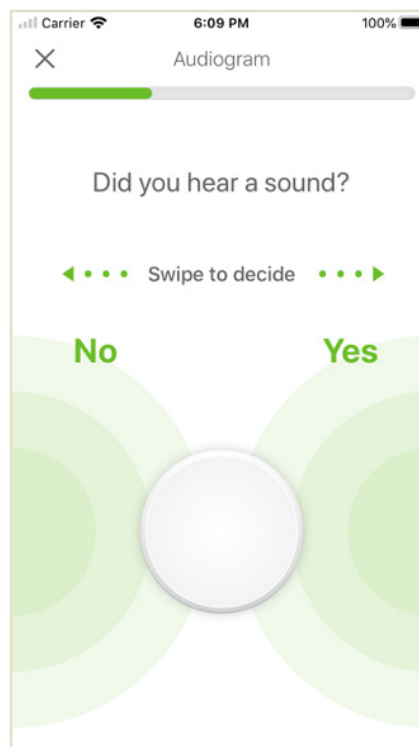 Carrier 6:09 PM 100%
Audiogram
Did you hear a sound?
Swipe to decide
No Yes